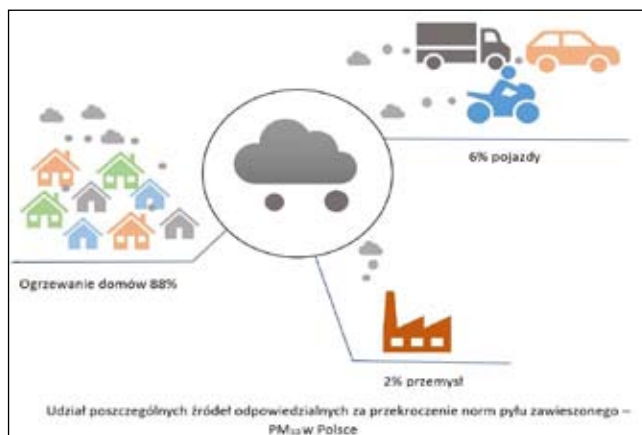 6% pojazdy
Ogrzewanie domów 88%
2% przemysł
Udział poszczególnych źródeł odpowiedzialnych za przekroczenie norm pyłu zawieszonego –
PM₁₀ w Polsce